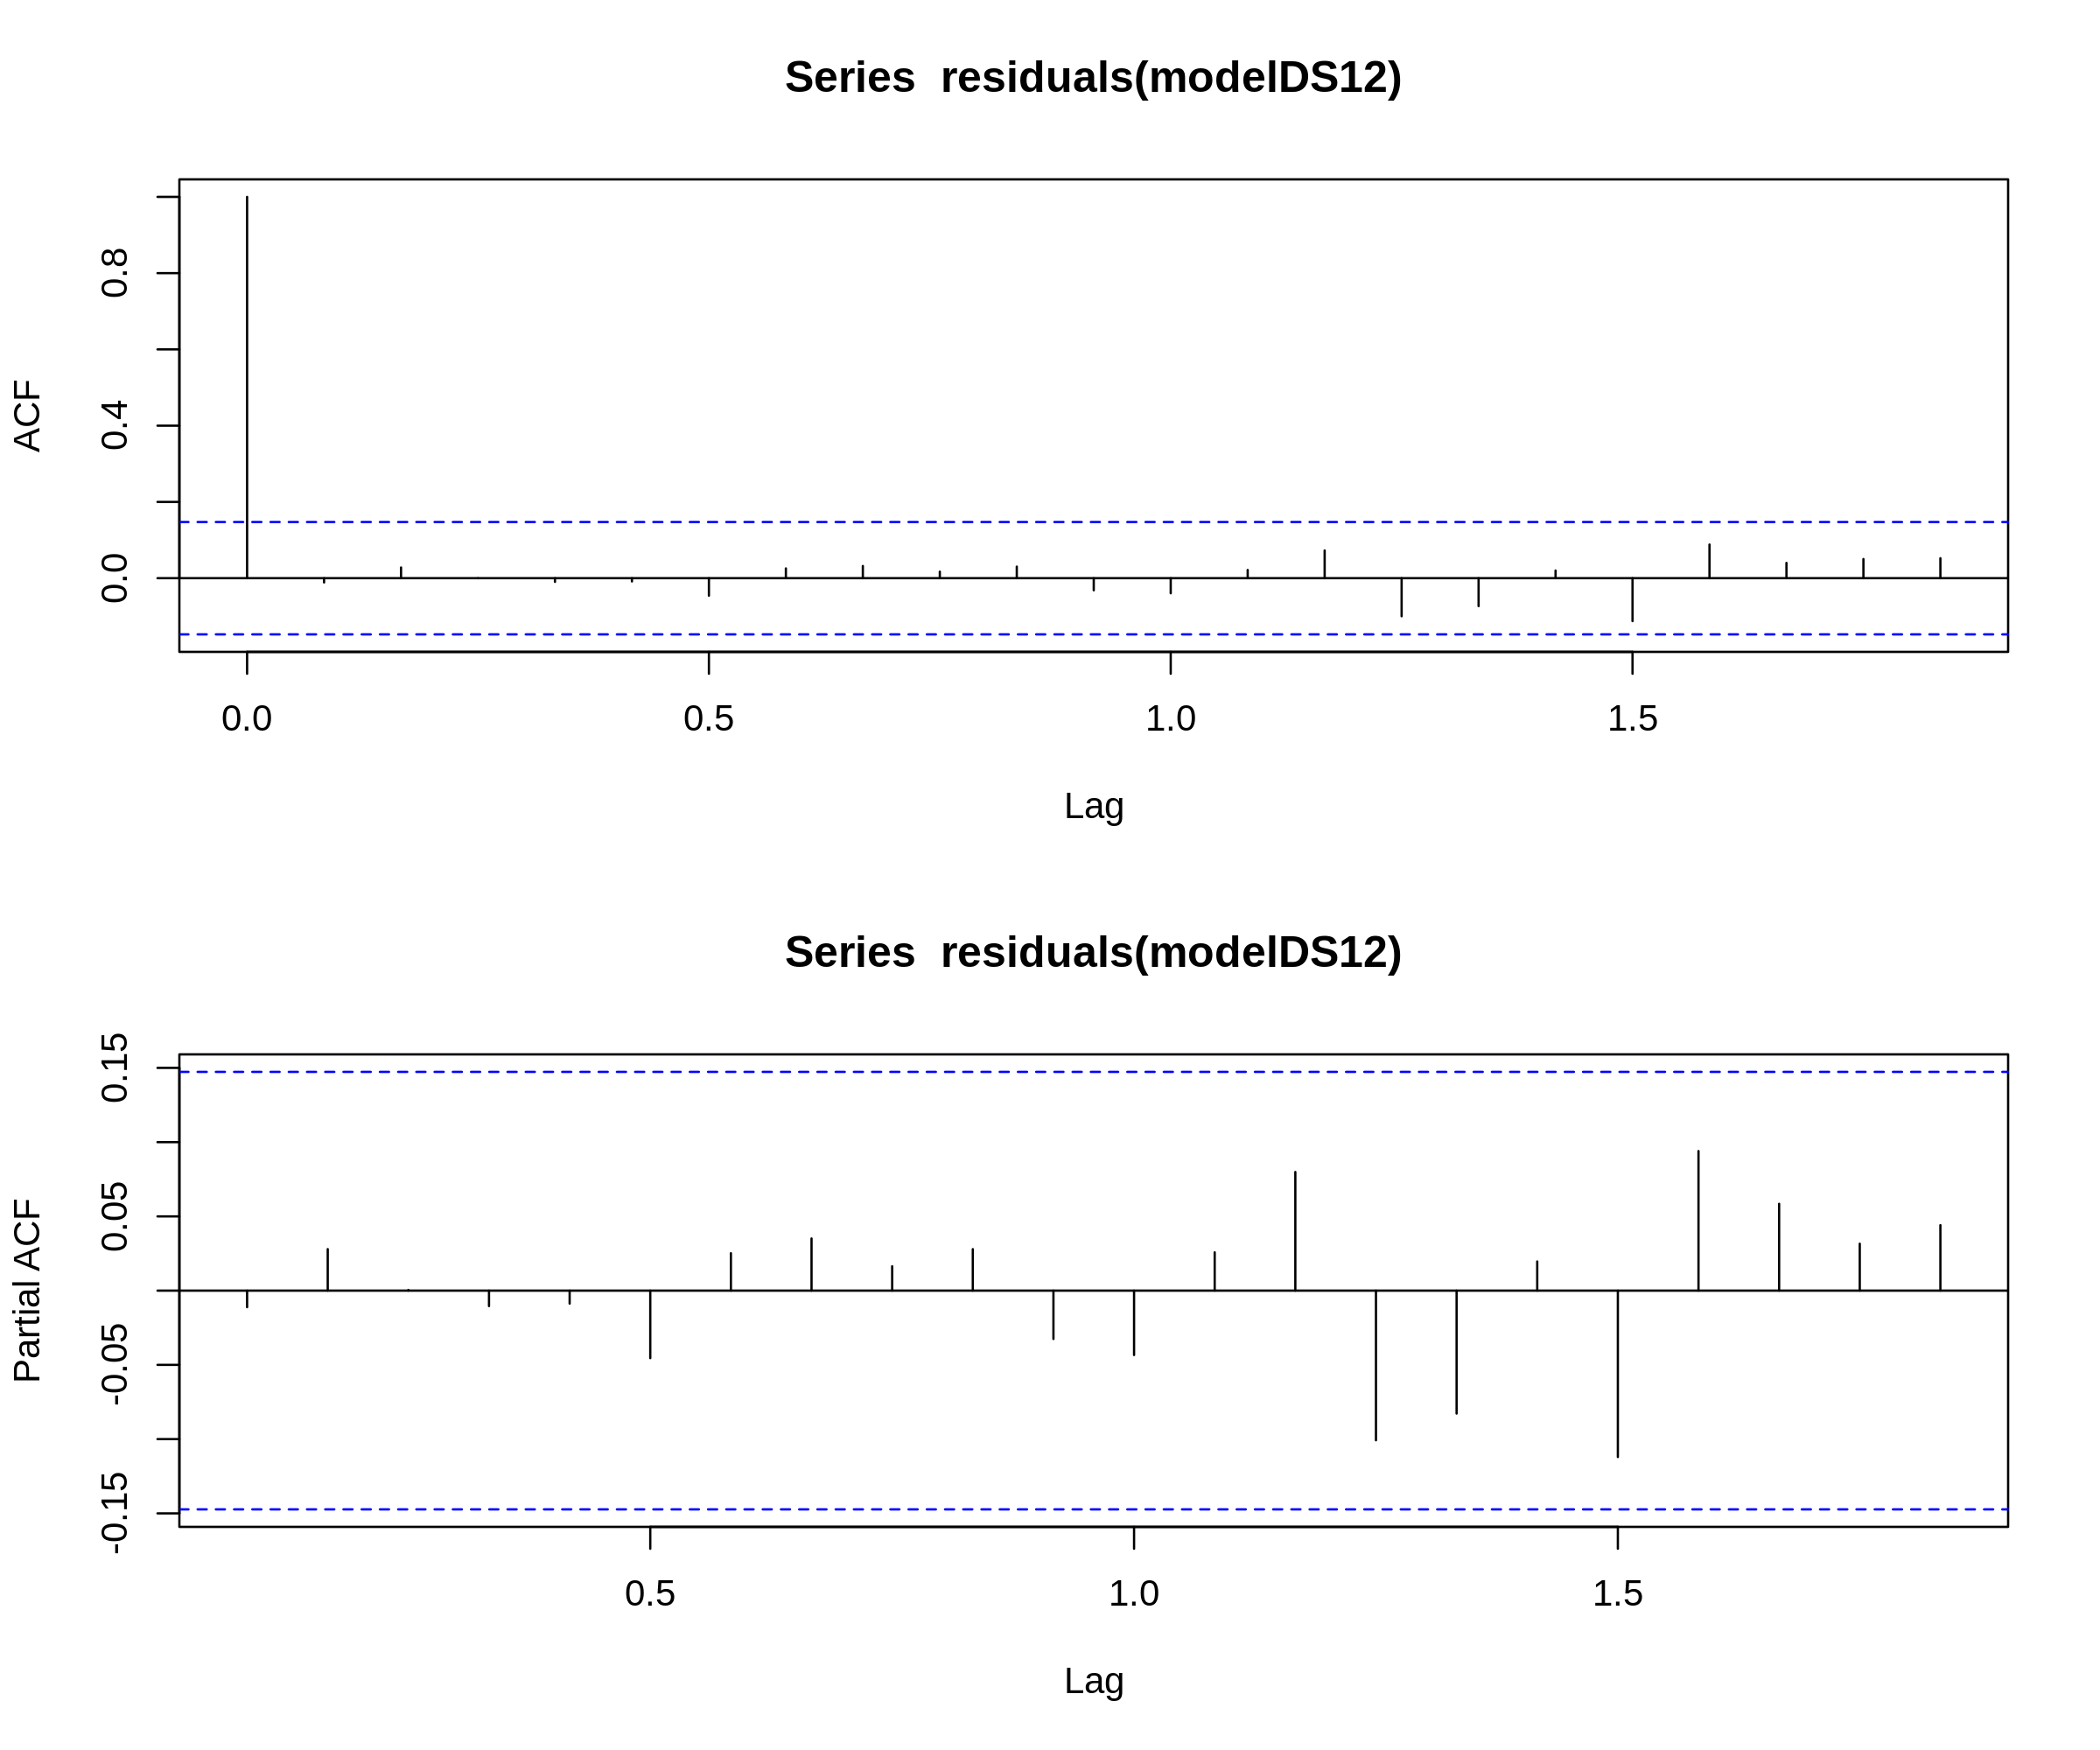 Series  residuals(modelDS12)
ACF
0.8
0.4
0.0
0.0 0.5 1.0 1.5
Lag
Series  residuals(modelDS12)
Partial ACF
0.15
0.05
-0.05
-0.15
0.5 1.0 1.5
Lag